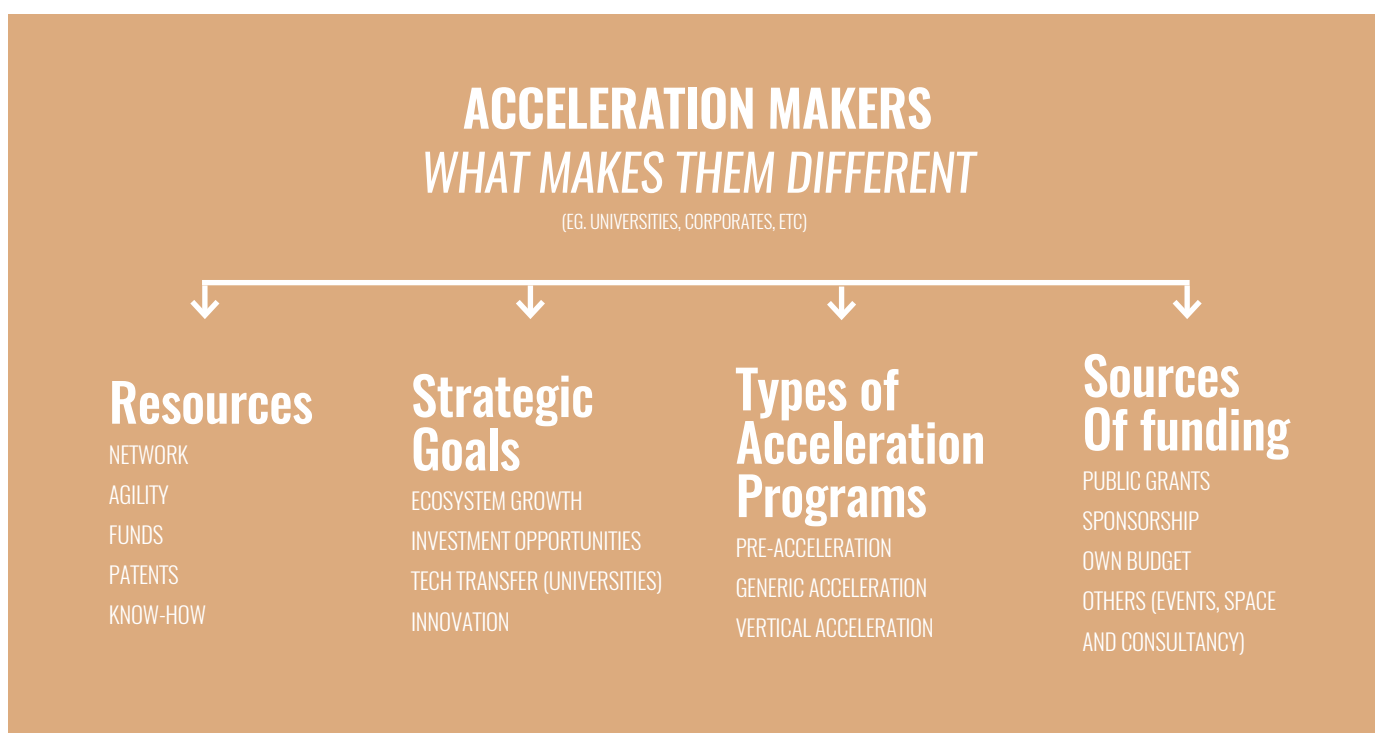 ACCELERATION MAKERS
WHAT MAKES THEM DIFFERENT
(EG. UNIVERSITIES, CORPORATES, ETC)
Resources
NETWORK
AGILITY
FUNDS
PATENTS
KNOW-HOW
Strategic
Goals
ECOSYSTEM GROWTH
INVESTMENT OPPORTUNITIES
TECH TRANSFER (UNIVERSITIES)
INNOVATION
Types of
Acceleration
Programs
PRE-ACCELERATION
GENERIC ACCELERATION
VERTICAL ACCELERATION
Sources
Of funding
PUBLIC GRANTS
SPONSORSHIP
OWN BUDGET
OTHERS (EVENTS, SPACE
AND CONSULTANCY)